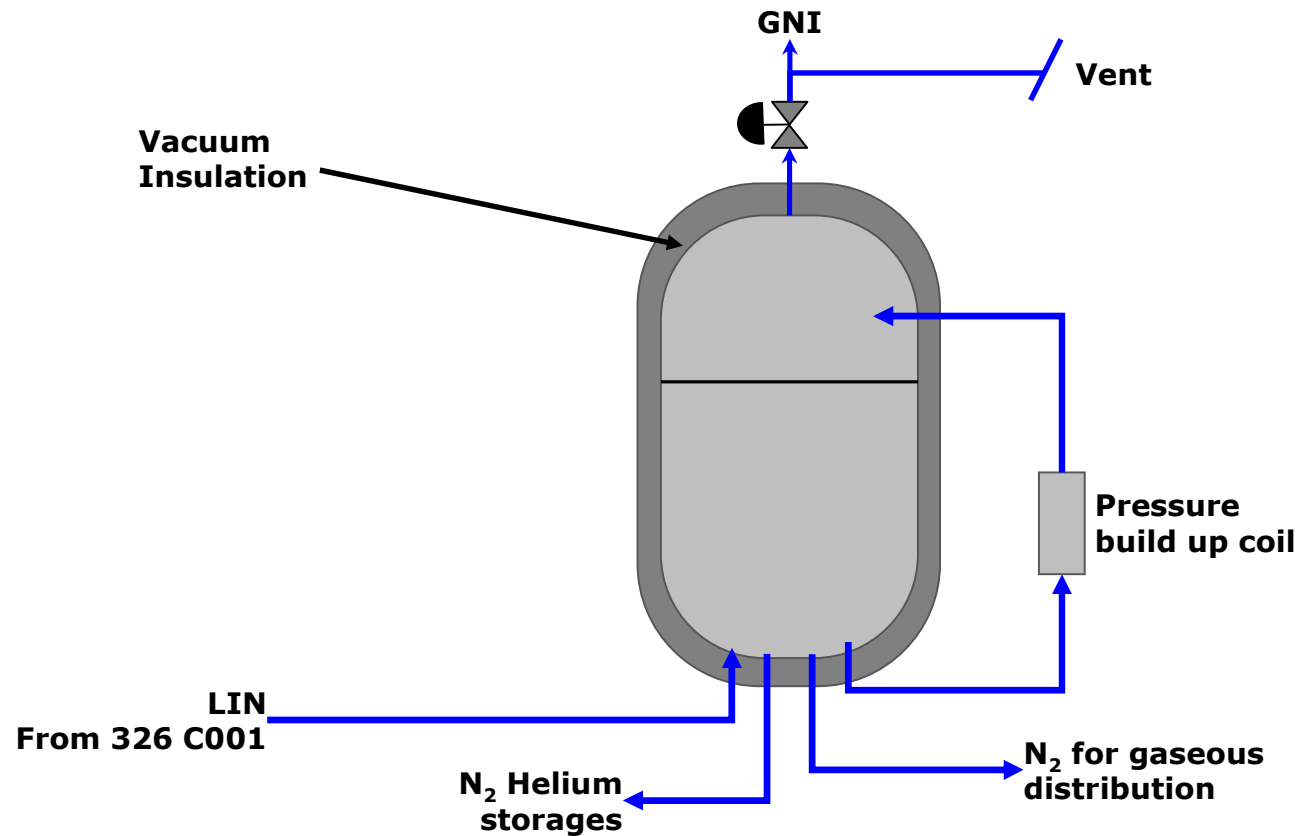 GNI
Vent
Vacuum
Insulation
Pressure
build up coil
LIN
From 326 C001
N₂ for gaseous
distribution
N₂ Helium
storages